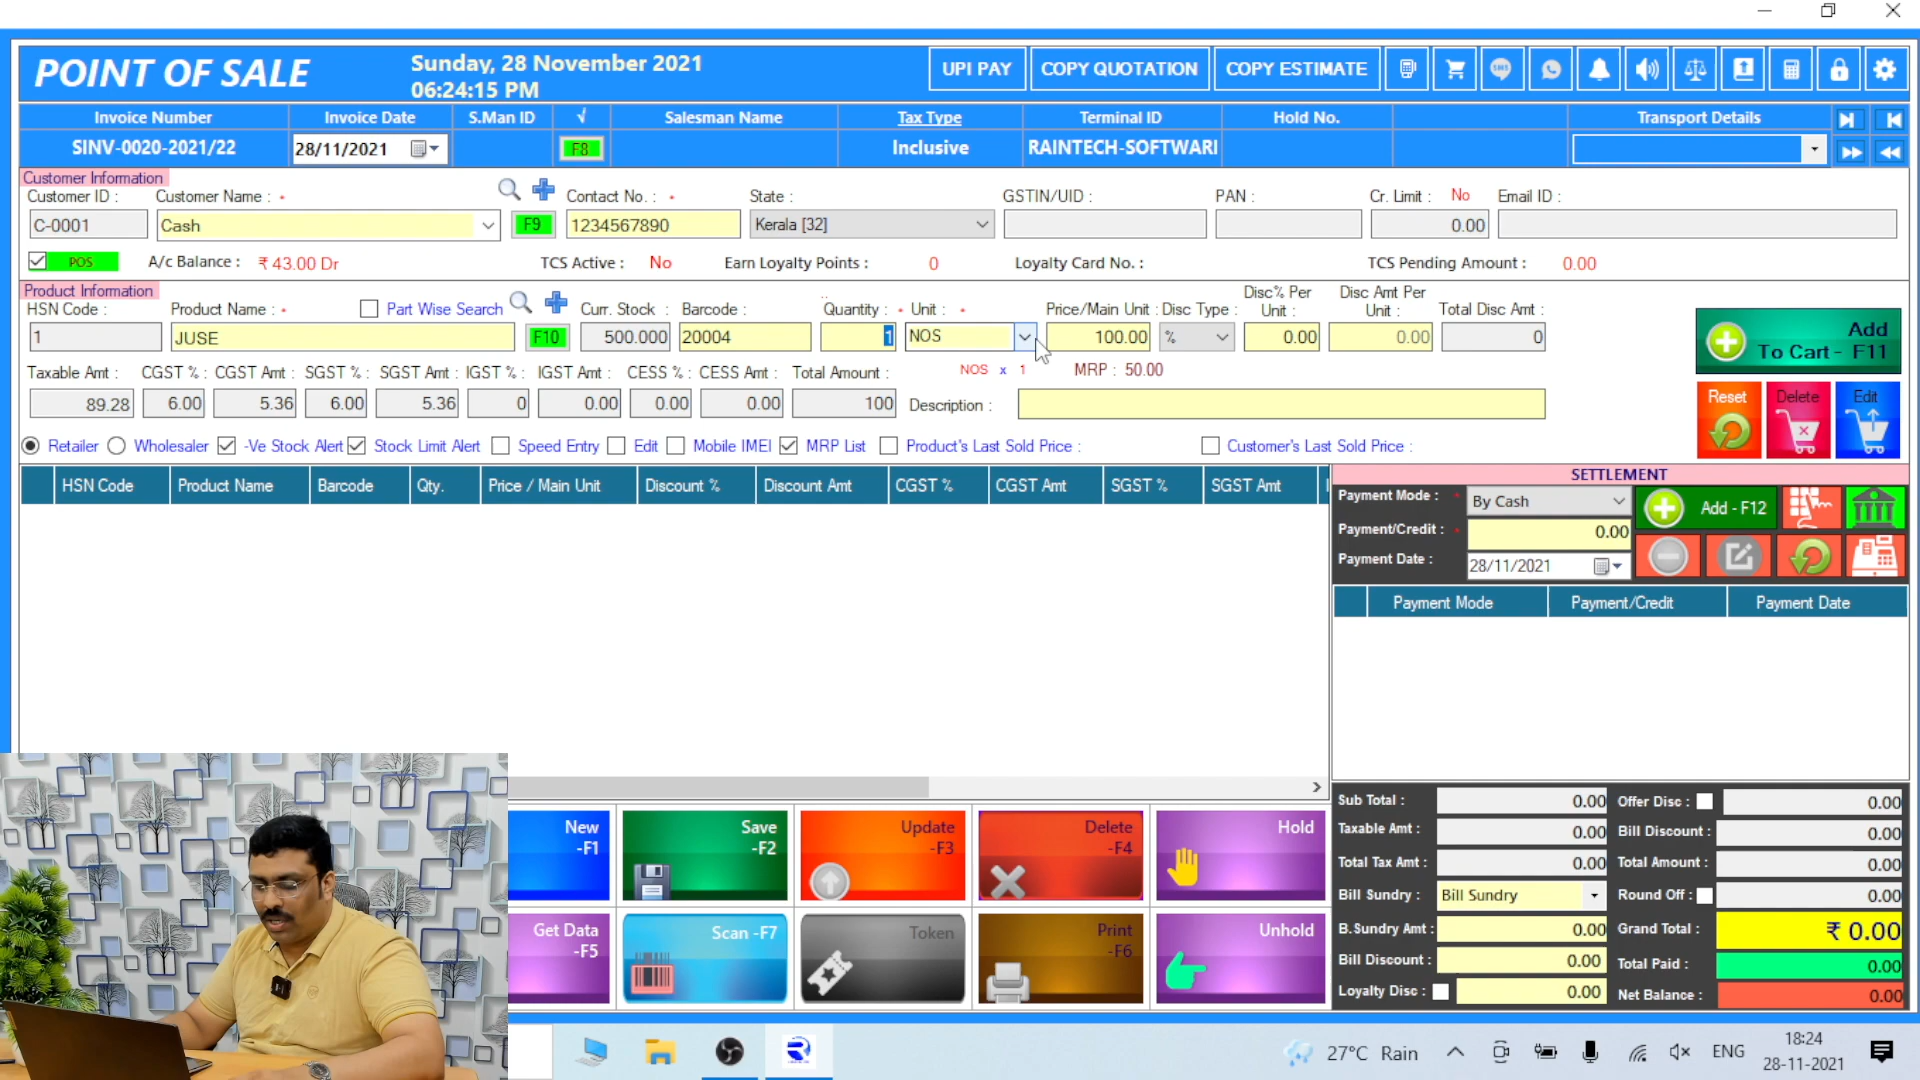 POINT OF SALE
Sunday, 28 November 2021
06:24:15 PM
UPI PAY
COPY QUOTATION
COPY ESTIMATE
SMS
Invoice Number
Invoice Date
S.Man ID
√
Salesman Name
Tax Type
Terminal ID
Hold No.
Transport Details
SINV-0020-2021/22
28/11/2021
F8
Inclusive
RAINTECH-SOFTWARI
Customer Information
Customer ID :
Customer Name : *
Contact No. : *
State :
GSTIN/UID :
PAN :
Cr. Limit : No
Email ID :
C-0001
Cash
F9
1234567890
Kerala [32]
0.00
POS
A/c Balance : ₹ 43.00 Dr
TCS Active : No
Earn Loyalty Points : 0
Loyalty Card No. :
TCS Pending Amount : 0.00
Product Information
HSN Code :
Product Name : *
Part Wise Search
Curr. Stock :
Barcode :
Quantity : *
Unit : *
Price/Main Unit :
Disc Type :
Disc% Per Unit :
Disc Amt Per Unit :
Total Disc Amt :
1
JUSE
F10
500.000
20004
1
NOS
100.00
%
0.00
0.00
0
Add To Cart - F11
NOS x 1
MRP : 50.00
Taxable Amt :
CGST % :
CGST Amt :
SGST % :
SGST Amt :
IGST % :
IGST Amt :
CESS % :
CESS Amt :
Total Amount :
89.28
6.00
5.36
6.00
5.36
0
0.00
0.00
0.00
100
Description :
Reset
Delete
Edit
Retailer
Wholesaler
-Ve Stock Alert
Stock Limit Alert
Speed Entry
Edit
Mobile IMEI
MRP List
Product's Last Sold Price :
Customer's Last Sold Price :
HSN Code
Product Name
Barcode
Qty.
Price / Main Unit
Discount %
Discount Amt
CGST %
CGST Amt
SGST %
SGST Amt
SETTLEMENT
Payment Mode : *
By Cash
Add - F12
Payment/Credit : *
0.00
Payment Date :
28/11/2021
Payment Mode
Payment/Credit
Payment Date
New -F1
Save -F2
Update -F3
Delete -F4
Hold
Get Data -F5
Scan -F7
Token
Print -F6
Unhold
Sub Total : 0.00
Offer Disc : 0.00
Taxable Amt : 0.00
Bill Discount : 0.00
Total Tax Amt : 0.00
Total Amount : 0.00
Bill Sundry : Bill Sundry
Round Off : 0.00
B.Sundry Amt : 0.00
Grand Total : ₹ 0.00
Bill Discount : 0.00
Total Paid : 0.00
Loyalty Disc : 0.00
Net Balance : 0.00
27°C Rain
ENG
18:24
28-11-2021